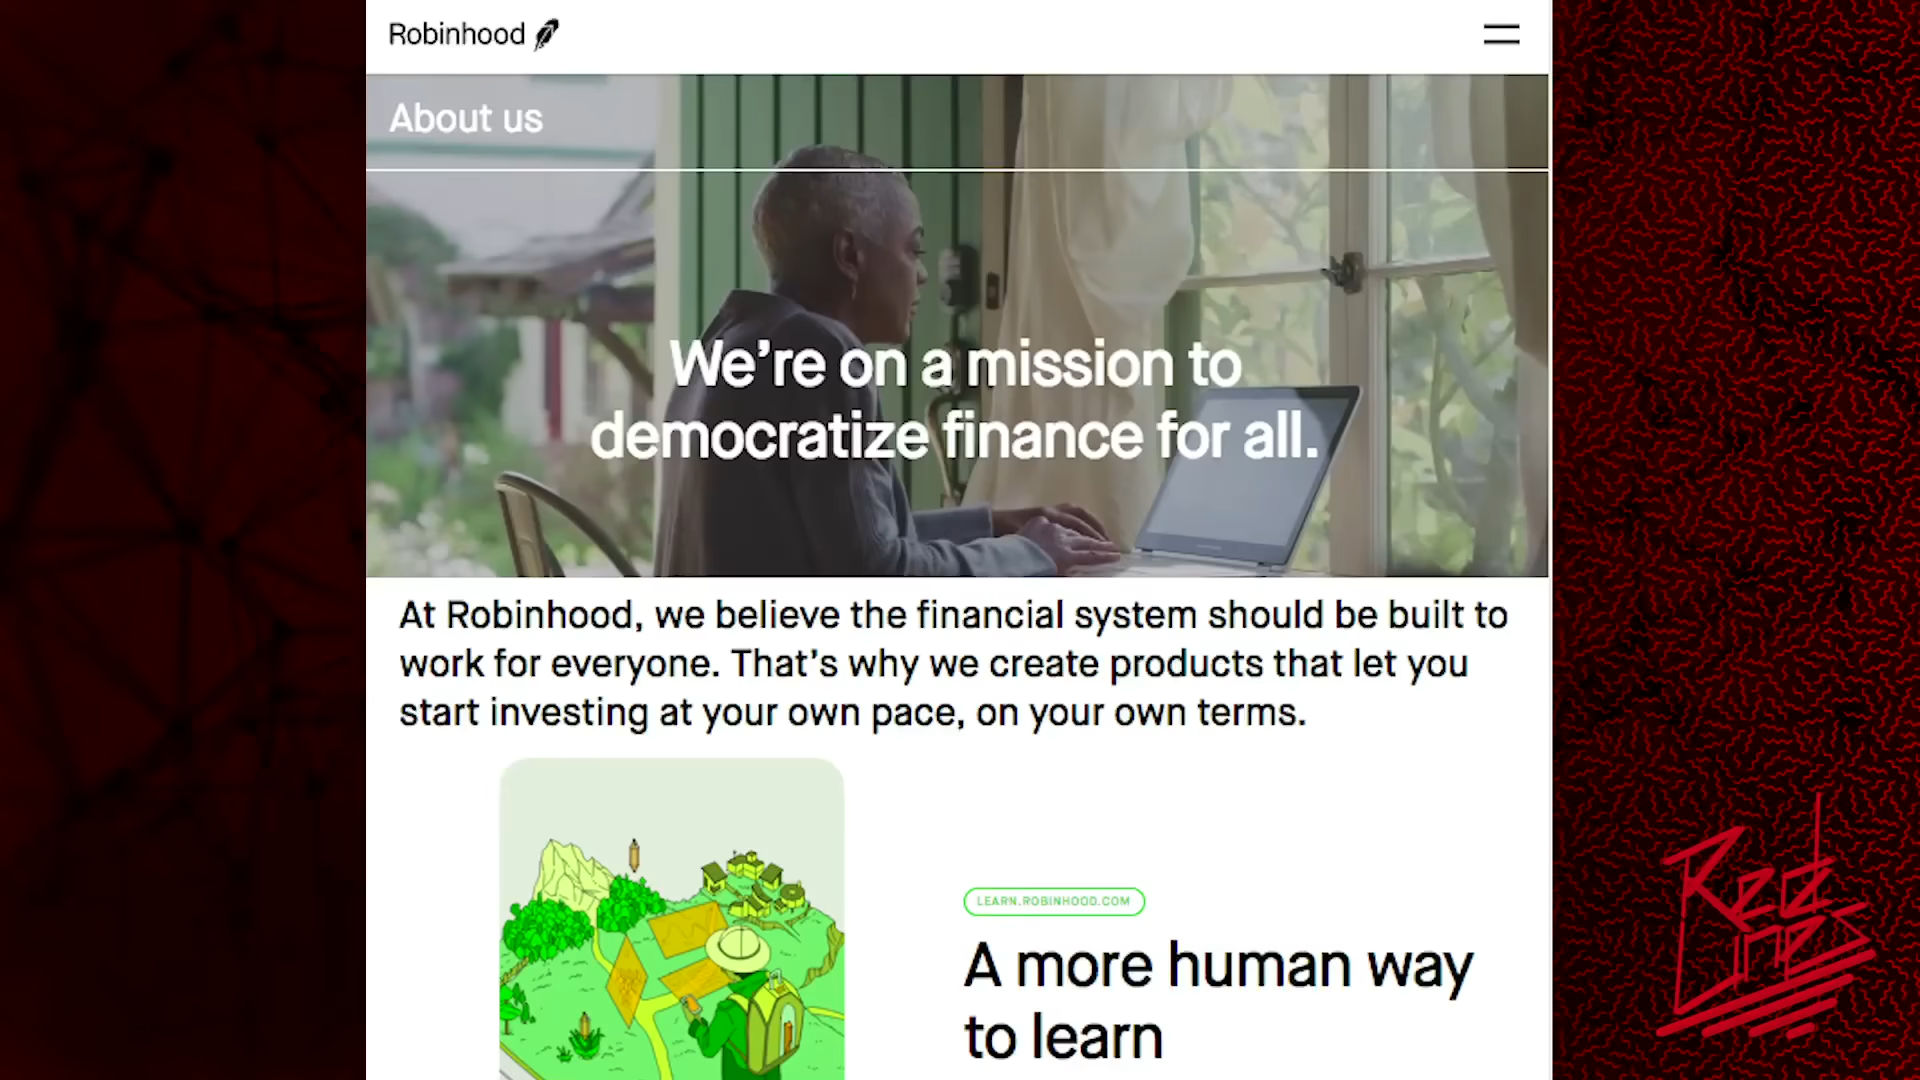 Robinhood
About us
We’re on a mission to
democratize finance for all.
At Robinhood, we believe the financial system should be built to
work for everyone. That’s why we create products that let you
start investing at your own pace, on your own terms.
LEARN.ROBINHOOD.COM
A more human way
to learn
Red
Lines